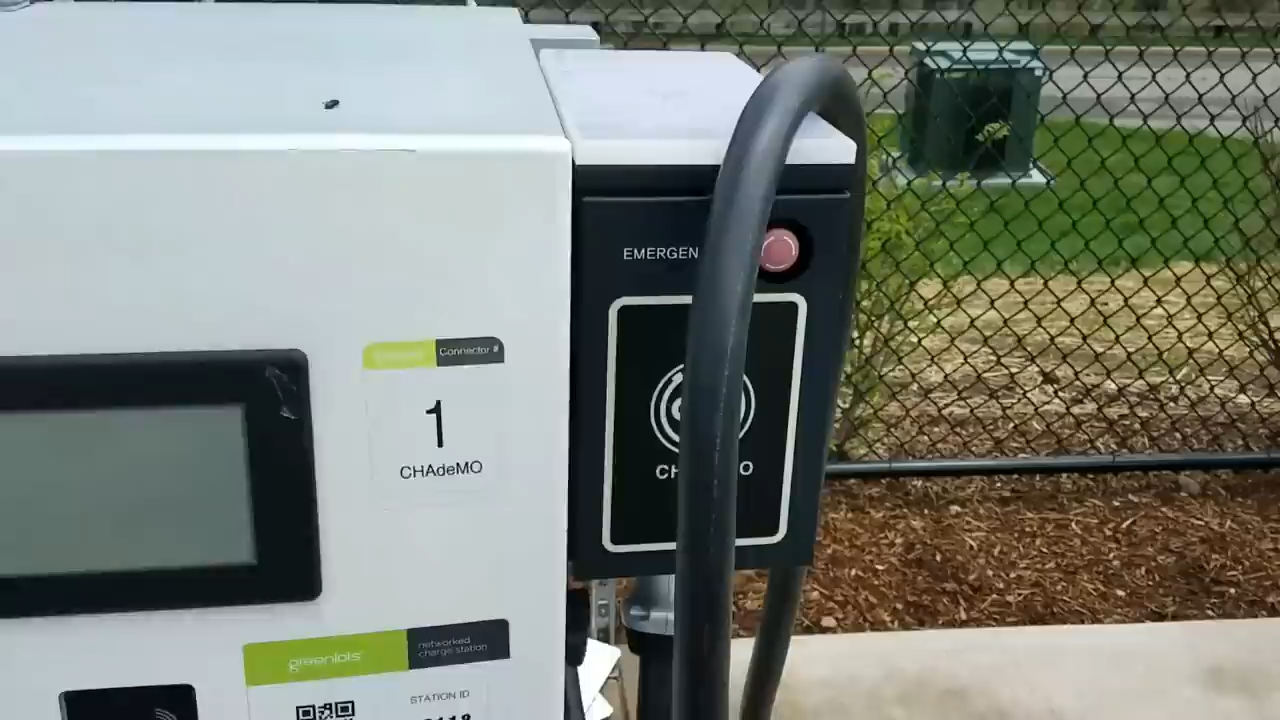 EMERGEN
Connector #
1
CHAdeMO
CH
O
greenlots
networked
charge station
STATION ID